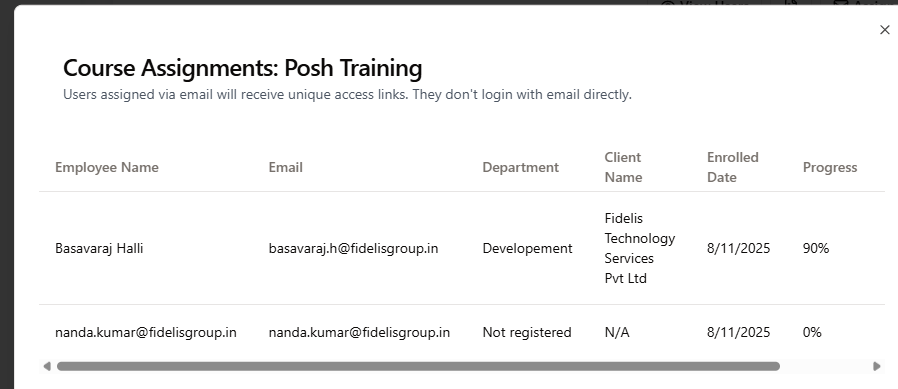 Course Assignments: Posh Training
Users assigned via email will receive unique access links. They don't login with email directly.
Employee Name Email Department Client Name Enrolled Date Progress
Basavaraj Halli basavaraj.h@fidelisgroup.in Developement Fidelis Technology Services Pvt Ltd 8/11/2025 90%
nanda.kumar@fidelisgroup.in nanda.kumar@fidelisgroup.in Not registered N/A 8/11/2025 0%